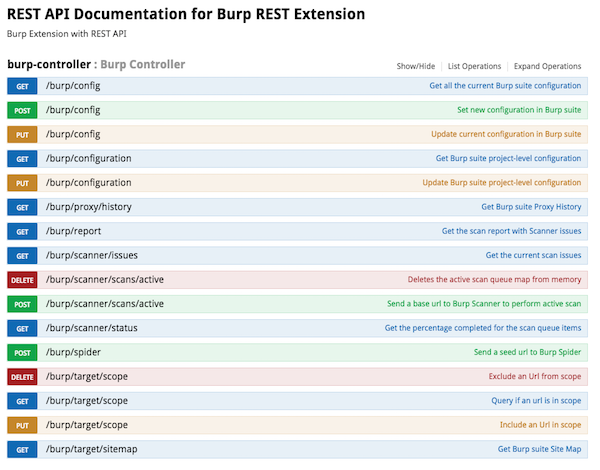 REST API Documentation for Burp REST Extension
Burp Extension with REST API
burp-controller : Burp Controller Show/Hide List Operations Expand Operations
GET /burp/config Get all the current Burp suite configuration
POST /burp/config Set new configuration in Burp suite
PUT /burp/config Update current configuration in Burp suite
GET /burp/configuration Get Burp suite project-level configuration
PUT /burp/configuration Update Burp suite project-level configuration
GET /burp/proxy/history Get Burp suite Proxy History
GET /burp/report Get the scan report with Scanner issues
GET /burp/scanner/issues Get the current scan issues
DELETE /burp/scanner/scans/active Deletes the active scan queue map from memory
POST /burp/scanner/scans/active Send a base url to Burp Scanner to perform active scan
GET /burp/scanner/status Get the percentage completed for the scan queue items
POST /burp/spider Send a seed url to Burp Spider
DELETE /burp/target/scope Exclude an Url from scope
GET /burp/target/scope Query if an url is in scope
PUT /burp/target/scope Include an Url in scope
GET /burp/target/sitemap Get Burp suite Site Map